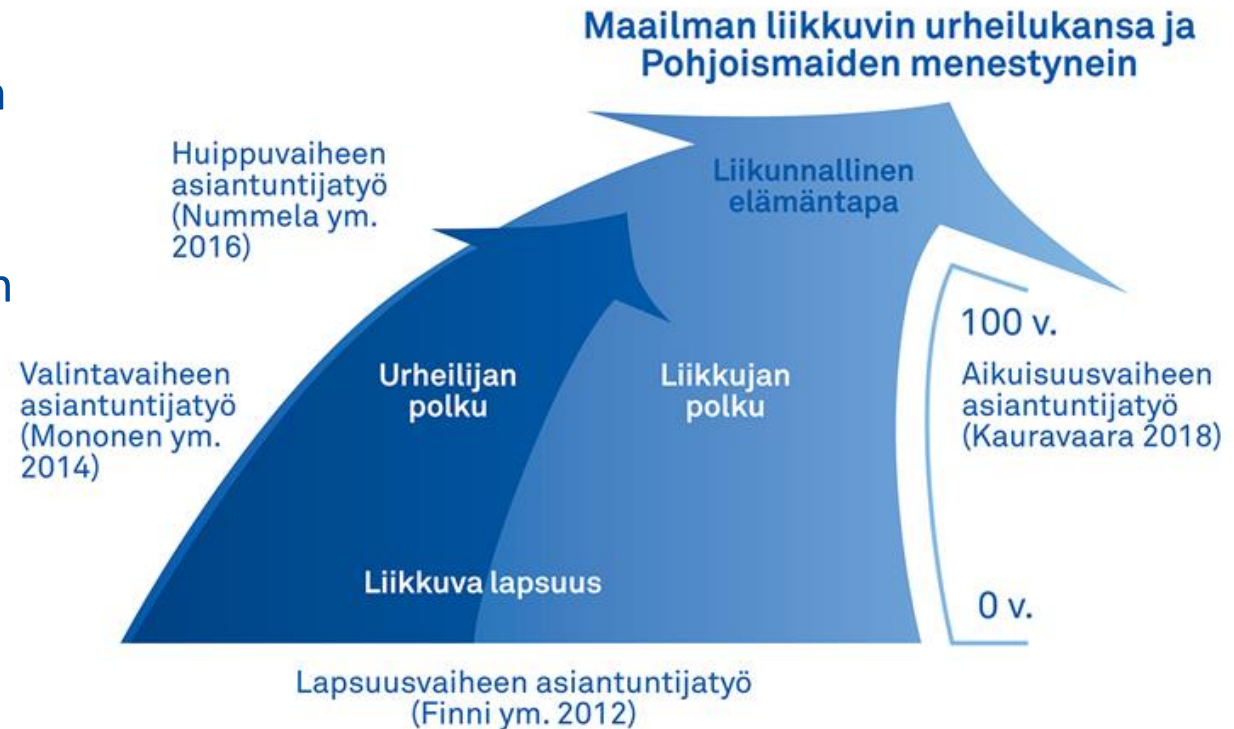 Maailman liikkuvin urheilukansa ja
Pohjoismaiden menestynein
Huippuvaiheen
asiantuntijatyö
(Nummela ym.
2016)
Liikunnallinen
elämäntapa
Valintavaiheen
asiantuntijatyö
(Mononen ym.
2014)
Urheilijan
polku
Liikkujan
polku
100 v.
Aikuisuusvaiheen
asiantuntijatyö
(Kauravaara 2018)
Liikkuva lapsuus
0 v.
Lapsuusvaiheen asiantuntijatyö
(Finni ym. 2012)